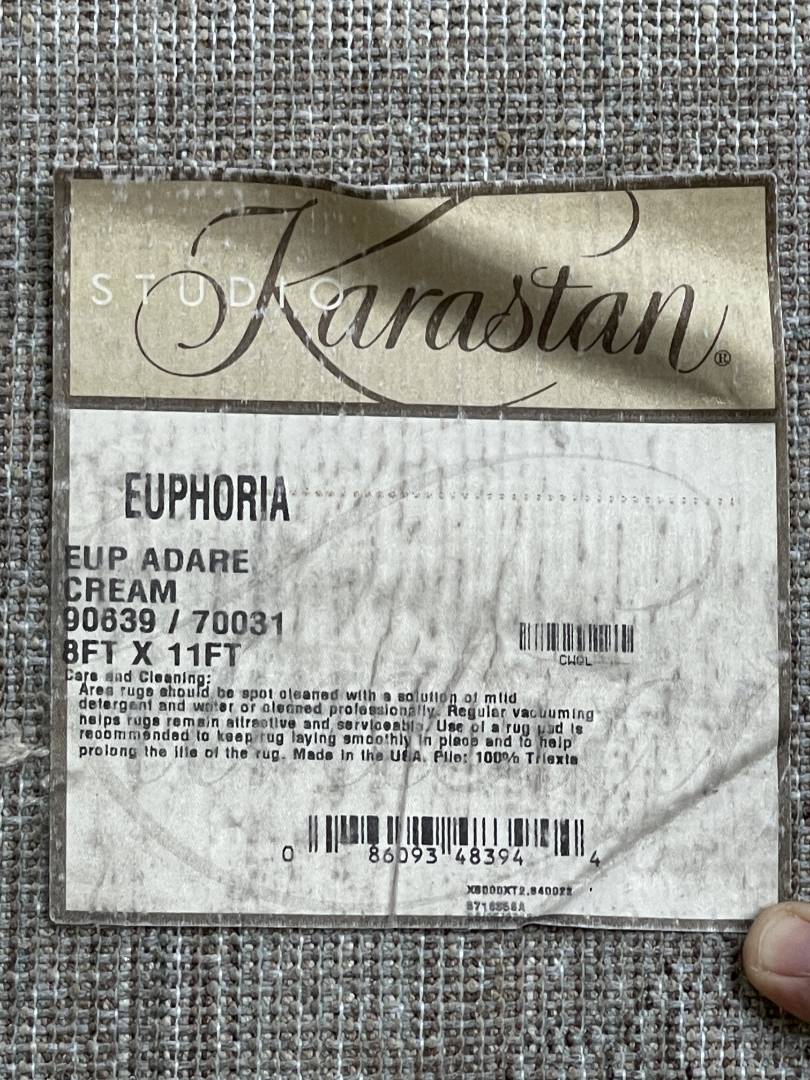 STUDIO
Karastan®
EUPHORIA
EUP ADARE
CREAM
90639 / 70031
8FT X 11FT
CWGL
Care and Cleaning:
Area rugs should be spot cleaned with a solution of mild
detergent and water or cleaned professionally. Regular vacuuming
helps rugs remain attractive and serviceable. Use of a rug pad is
recommended to keep rug laying smoothly in place and to help
prolong the life of the rug. Made in the USA. Pile: 100% Triexta
0 86093 48394 4